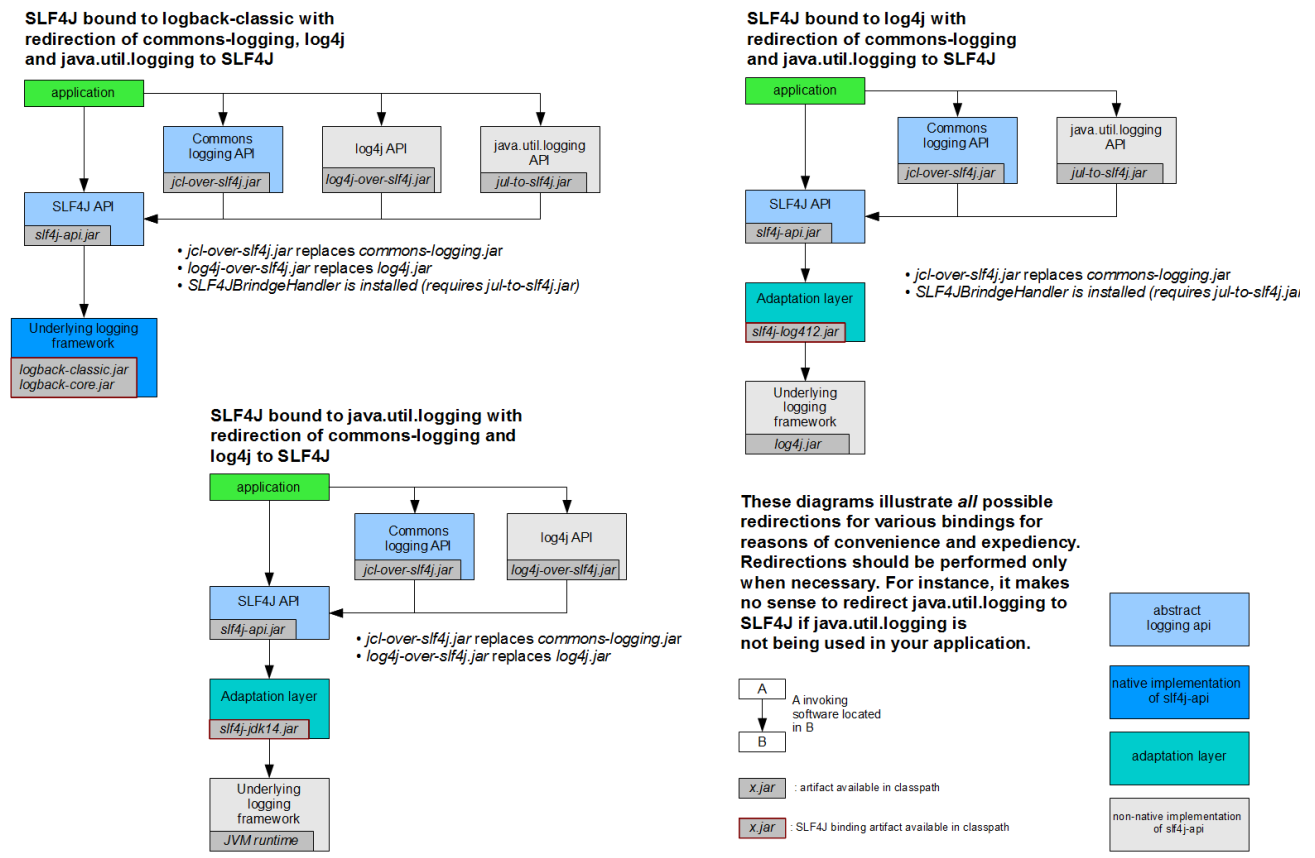 SLF4J bound to logback-classic with
redirection of commons-logging, log4j
and java.util.logging to SLF4J
application
Commons
logging API
jcl-over-slf4j.jar
log4j API
log4j-over-slf4j.jar
java.util.logging
API
jul-to-slf4j.jar
SLF4J API
slf4j-api.jar
• jcl-over-slf4j.jar replaces commons-logging.jar
• log4j-over-slf4j.jar replaces log4j.jar
• SLF4JBrindgeHandler is installed (requires jul-to-slf4j.jar)
Underlying logging
framework
logback-classic.jar
logback-core.jar
SLF4J bound to log4j with
redirection of commons-logging
and java.util.logging to SLF4J
application
Commons
logging API
jcl-over-slf4j.jar
java.util.logging
API
jul-to-slf4j.jar
SLF4J API
slf4j-api.jar
• jcl-over-slf4j.jar replaces commons-logging.jar
• SLF4JBrindgeHandler is installed (requires jul-to-slf4j.jar
Adaptation layer
slf4j-log412.jar
Underlying
logging
framework
log4j.jar
SLF4J bound to java.util.logging with
redirection of commons-logging and
log4j to SLF4J
application
Commons
logging API
jcl-over-slf4j.jar
log4j API
log4j-over-slf4j.jar
SLF4J API
slf4j-api.jar
• jcl-over-slf4j.jar replaces commons-logging.jar
• log4j-over-slf4j.jar replaces log4j.jar
Adaptation layer
slf4j-jdk14.jar
Underlying
logging
framework
JVM runtime
These diagrams illustrate all possible
redirections for various bindings for
reasons of convenience and expediency.
Redirections should be performed only
when necessary. For instance, it makes
no sense to redirect java.util.logging to
SLF4J if java.util.logging is
not being used in your application.
A
B
A invoking
software located
in B
x.jar : artifact available in classpath
x.jar : SLF4J binding artifact available in classpath
abstract
logging api
native implementation
of slf4j-api
adaptation layer
non-native implementation
of slf4j-api